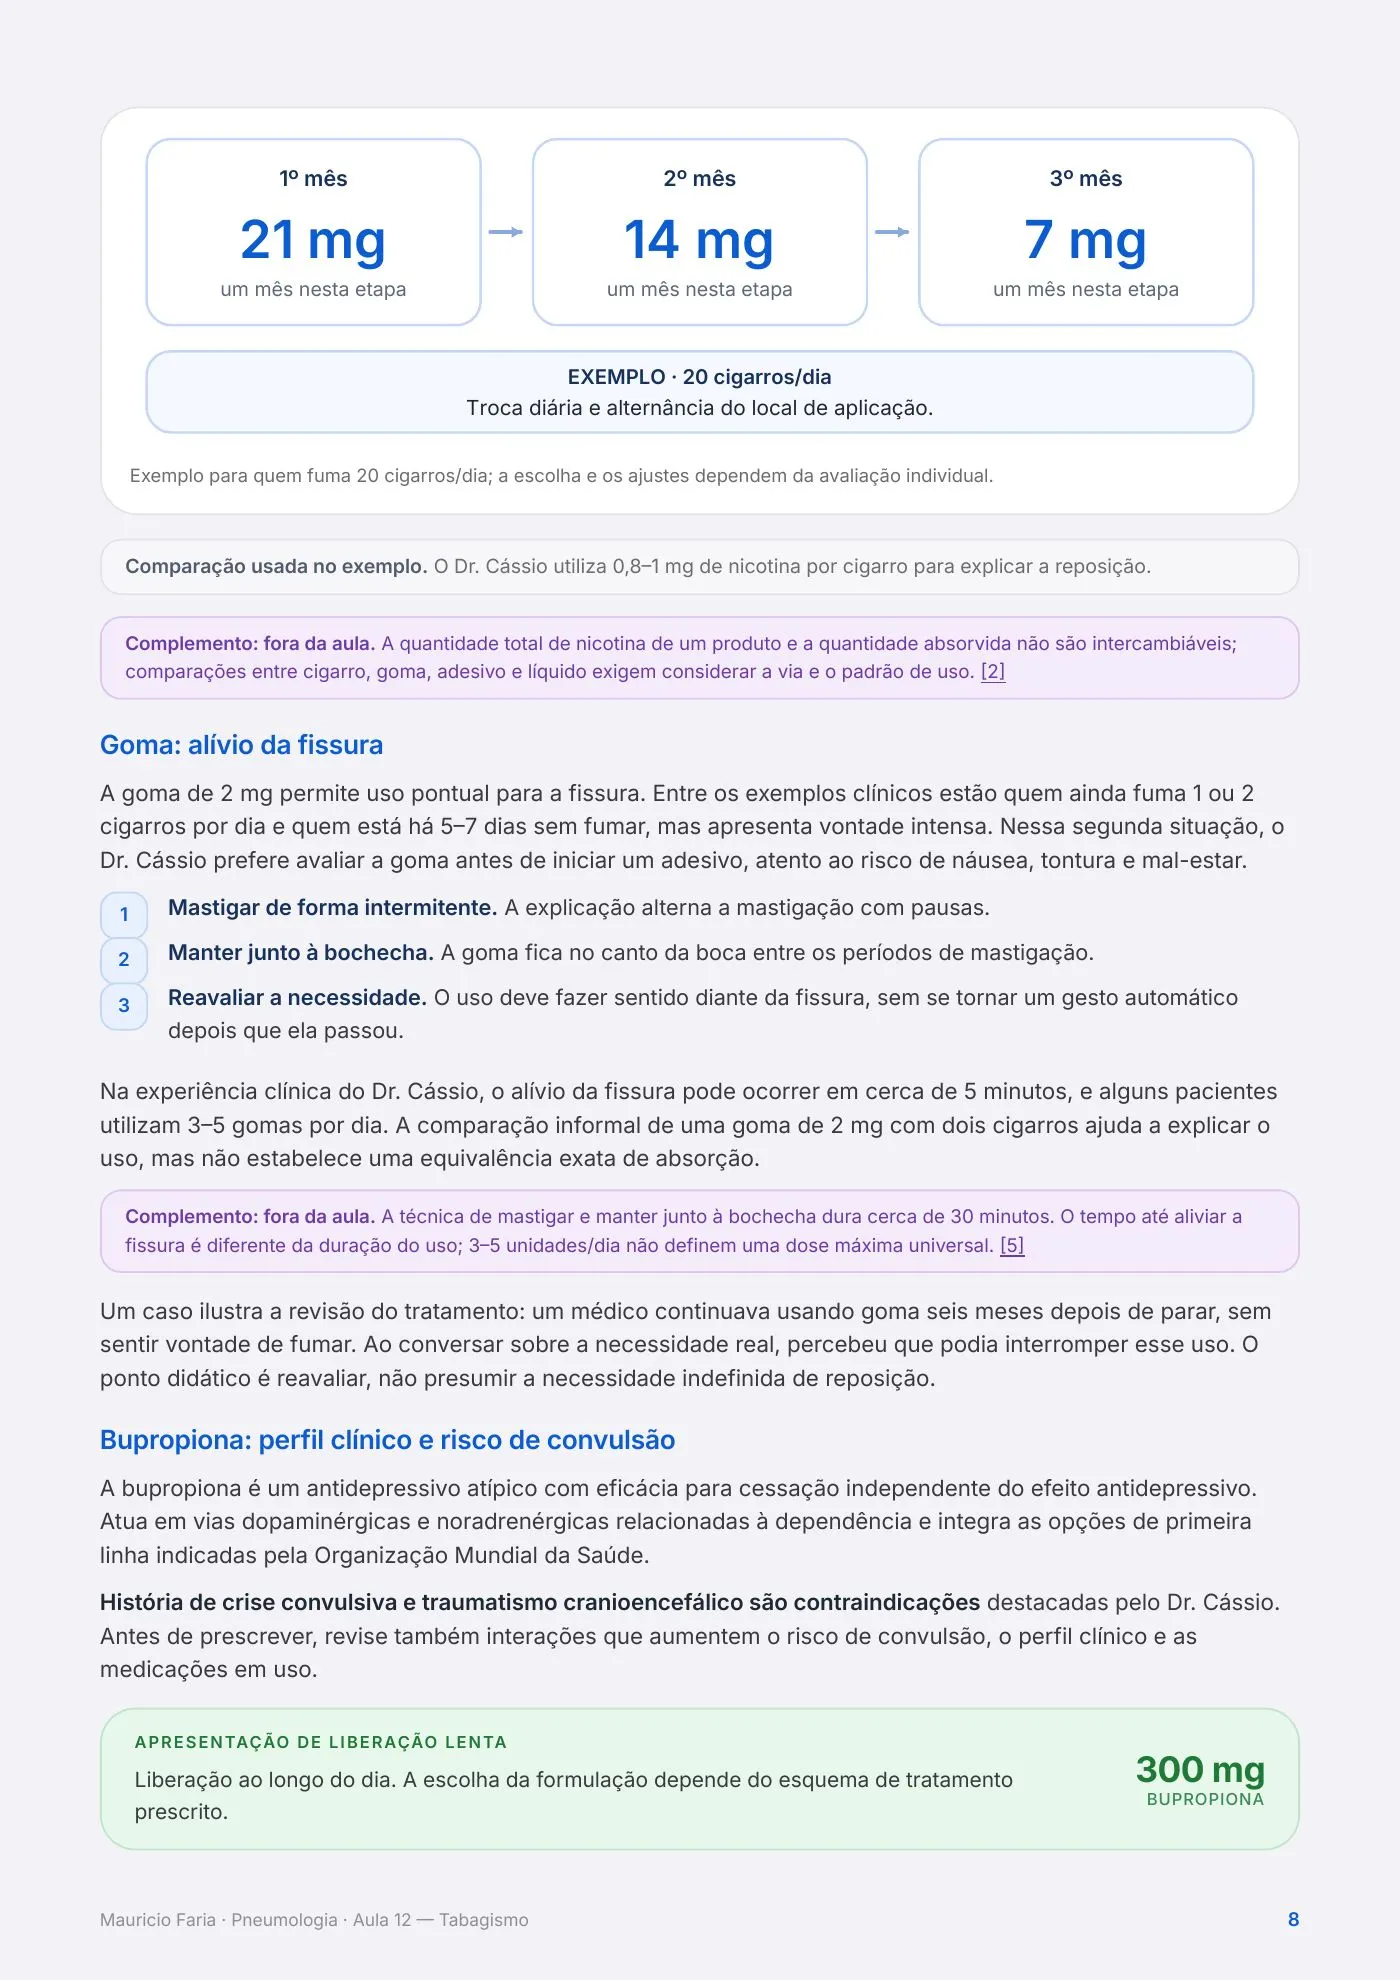 1º mês
21 mg
um mês nesta etapa
2º mês
14 mg
um mês nesta etapa
3º mês
7 mg
um mês nesta etapa
EXEMPLO · 20 cigarros/dia
Troca diária e alternância do local de aplicação.
Exemplo para quem fuma 20 cigarros/dia; a escolha e os ajustes dependem da avaliação individual.
Comparação usada no exemplo. O Dr. Cássio utiliza 0,8–1 mg de nicotina por cigarro para explicar a reposição.
Complemento: fora da aula. A quantidade total de nicotina de um produto e a quantidade absorvida não são intercambiáveis;
comparações entre cigarro, goma, adesivo e líquido exigem considerar a via e o padrão de uso. [2]
Goma: alívio da fissura
A goma de 2 mg permite uso pontual para a fissura. Entre os exemplos clínicos estão quem ainda fuma 1 ou 2
cigarros por dia e quem está há 5–7 dias sem fumar, mas apresenta vontade intensa. Nessa segunda situação, o
Dr. Cássio prefere avaliar a goma antes de iniciar um adesivo, atento ao risco de náusea, tontura e mal-estar.
1 Mastigar de forma intermitente. A explicação alterna a mastigação com pausas.
2 Manter junto à bochecha. A goma fica no canto da boca entre os períodos de mastigação.
3 Reavaliar a necessidade. O uso deve fazer sentido diante da fissura, sem se tornar um gesto automático
depois que ela passou.
Na experiência clínica do Dr. Cássio, o alívio da fissura pode ocorrer em cerca de 5 minutos, e alguns pacientes
utilizam 3–5 gomas por dia. A comparação informal de uma goma de 2 mg com dois cigarros ajuda a explicar o
uso, mas não estabelece uma equivalência exata de absorção.
Complemento: fora da aula. A técnica de mastigar e manter junto à bochecha dura cerca de 30 minutos. O tempo até aliviar a
fissura é diferente da duração do uso; 3–5 unidades/dia não definem uma dose máxima universal. [5]
Um caso ilustra a revisão do tratamento: um médico continuava usando goma seis meses depois de parar, sem
sentir vontade de fumar. Ao conversar sobre a necessidade real, percebeu que podia interromper esse uso. O
ponto didático é reavaliar, não presumir a necessidade indefinida de reposição.
Bupropiona: perfil clínico e risco de convulsão
A bupropiona é um antidepressivo atípico com eficácia para cessação independente do efeito antidepressivo.
Atua em vias dopaminérgicas e noradrenérgicas relacionadas à dependência e integra as opções de primeira
linha indicadas pela Organização Mundial da Saúde.
História de crise convulsiva e traumatismo cranioencefálico são contraindicações destacadas pelo Dr. Cássio.
Antes de prescrever, revise também interações que aumentem o risco de convulsão, o perfil clínico e as
medicações em uso.
APRESENTAÇÃO DE LIBERAÇÃO LENTA
Liberação ao longo do dia. A escolha da formulação depende do esquema de tratamento
prescrito.
300 mg
BUPROPIONA
Mauricio Faria · Pneumologia · Aula 12 — Tabagismo
8